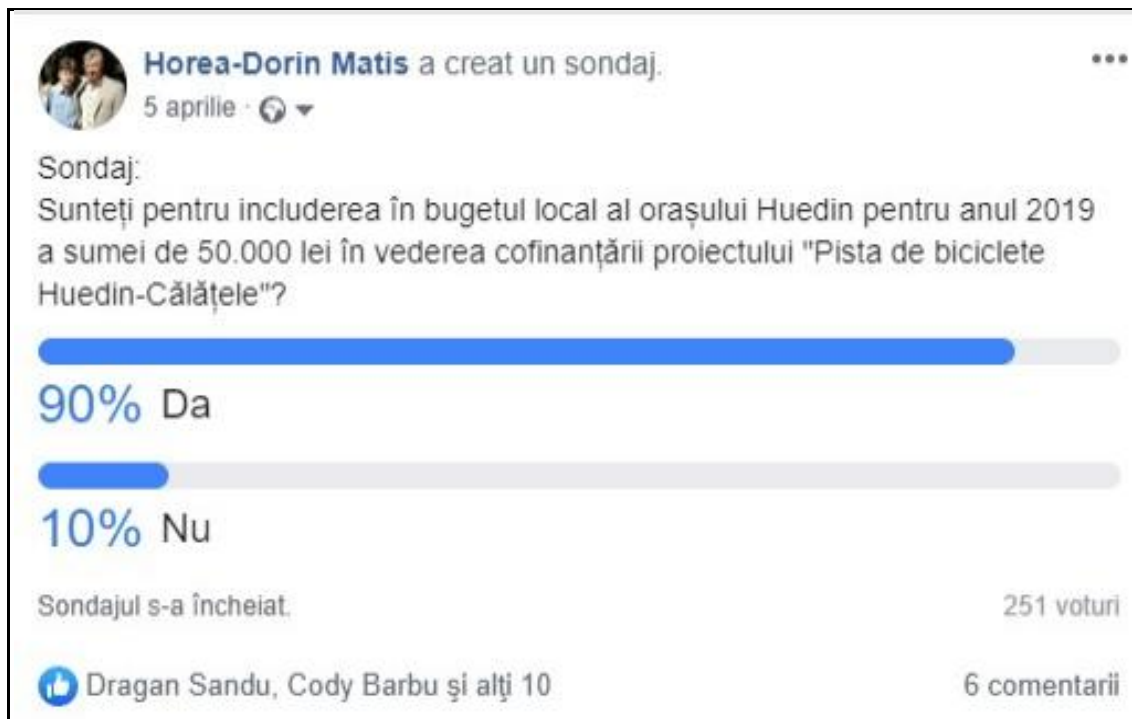 Horea-Dorin Matis a creat un sondaj.
5 aprilie ·
Sondaj:
Sunteți pentru includerea în bugetul local al orașului Huedin pentru anul 2019
a sumei de 50.000 lei în vederea cofinanțării proiectului "Pista de biciclete
Huedin-Călățele"?
90% Da
10% Nu
Sondajul s-a încheiat. 251 voturi
Dragan Sandu, Cody Barbu și alți 10 6 comentarii